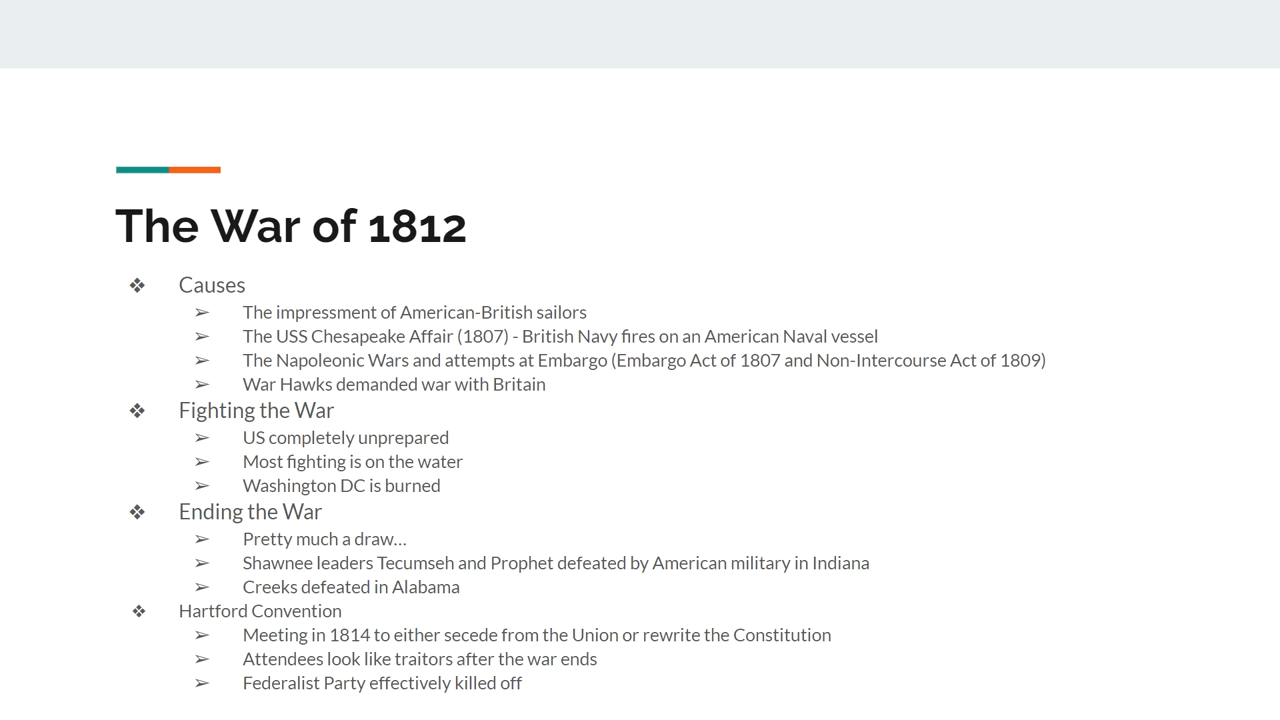 The War of 1812
❖ Causes
➢ The impressment of American-British sailors
➢ The USS Chesapeake Affair (1807) - British Navy fires on an American Naval vessel
➢ The Napoleonic Wars and attempts at Embargo (Embargo Act of 1807 and Non-Intercourse Act of 1809)
➢ War Hawks demanded war with Britain
❖ Fighting the War
➢ US completely unprepared
➢ Most fighting is on the water
➢ Washington DC is burned
❖ Ending the War
➢ Pretty much a draw…
➢ Shawnee leaders Tecumseh and Prophet defeated by American military in Indiana
➢ Creeks defeated in Alabama
❖ Hartford Convention
➢ Meeting in 1814 to either secede from the Union or rewrite the Constitution
➢ Attendees look like traitors after the war ends
➢ Federalist Party effectively killed off